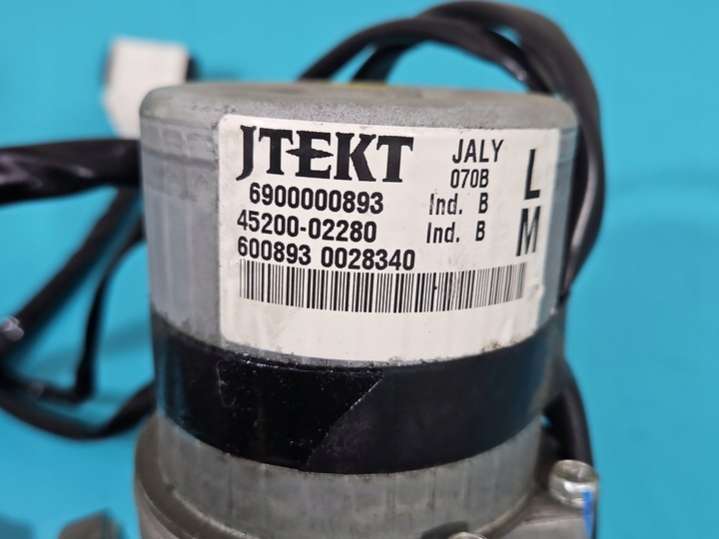 JTEKT
JALY
070B
L
6900000893 Ind. B
45200-02280 Ind. B
M
600893 0028340